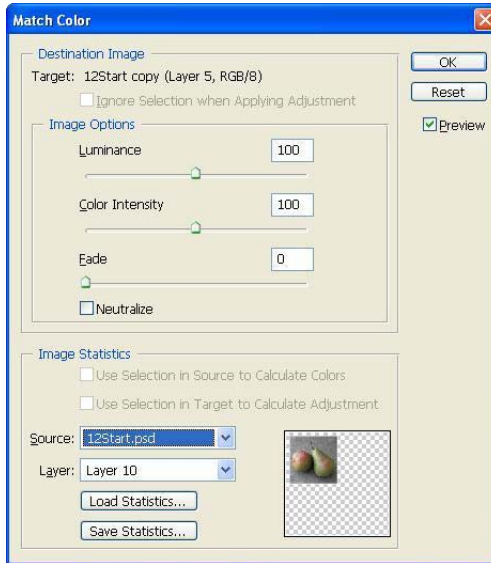 Match Color
Destination Image
Target: 12Start copy (Layer 5, RGB/8)
Ignore Selection when Applying Adjustment
Image Options
Luminance 100
Color Intensity 100
Fade 0
Neutralize
OK
Reset
Preview
Image Statistics
Use Selection in Source to Calculate Colors
Use Selection in Target to Calculate Adjustment
Source: 12Start.psd
Layer: Layer 10
Load Statistics...
Save Statistics...